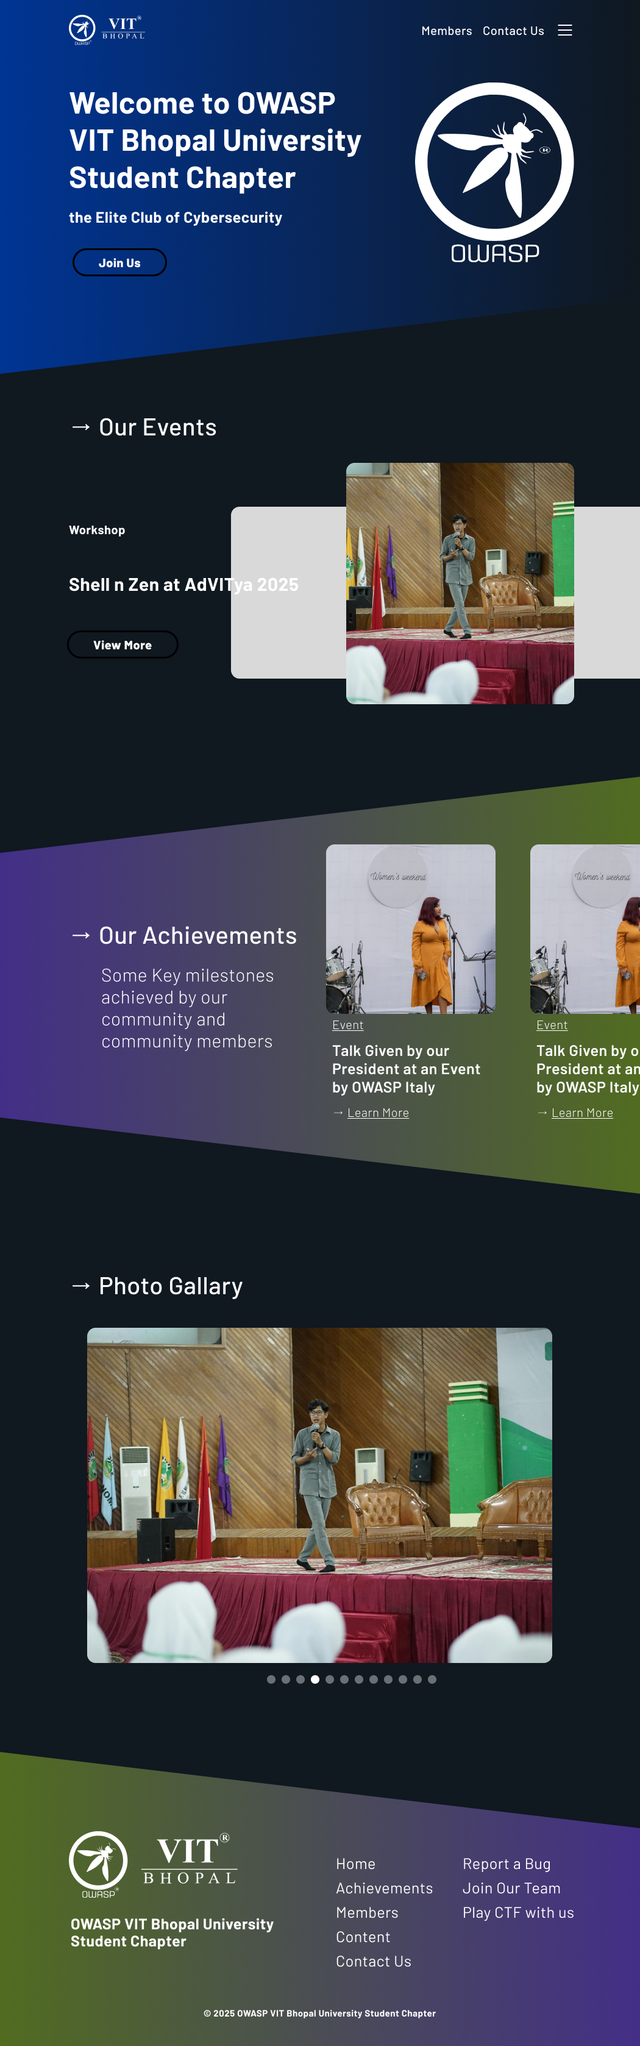 VIT®
BHOPAL
OWASP
Members
Contact Us
Welcome to OWASP
VIT Bhopal University
Student Chapter
the Elite Club of Cybersecurity
Join Us
OWASP
→ Our Events
Workshop
Shell n Zen at AdVITya 2025
View More
→ Our Achievements
Some Key milestones
achieved by our
community and
community members
Women's weekend
Event
Talk Given by our
President at an Event
by OWASP Italy
→ Learn More
Women's weekend
Event
Talk Given by o
President at an
by OWASP Italy
→ Learn More
→ Photo Gallary
VIT®
BHOPAL
OWASP
OWASP VIT Bhopal University
Student Chapter
Home
Achievements
Members
Content
Contact Us
Report a Bug
Join Our Team
Play CTF with us
© 2025 OWASP VIT Bhopal University Student Chapter